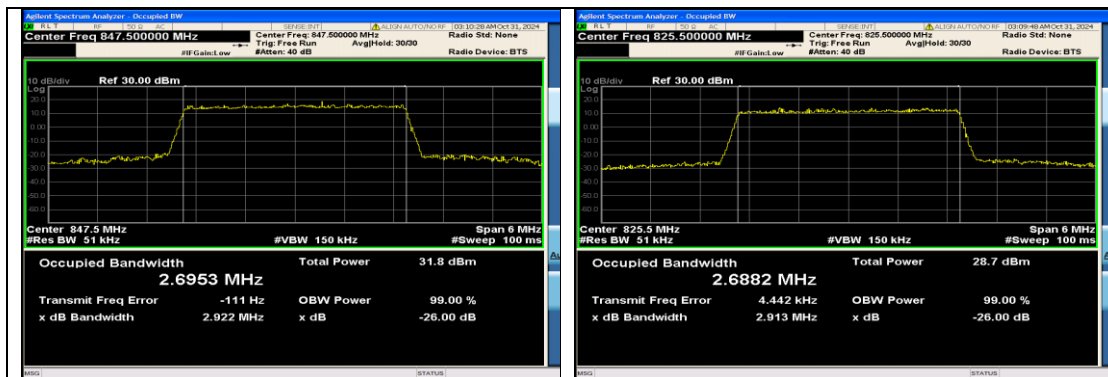 Agilent Spectrum Analyzer - Occupied BW
RL T RF 50 Ω AC SENSE:INT ALIGN AUTO/NO RF 03:10:28 AM Oct 31, 2024
Center Freq 847.500000 MHz Center Freq: 847.500000 MHz Radio Std: None
Trig: Free Run Avg|Hold: 30/30
#IFGain:Low #Atten: 40 dB Radio Device: BTS
10 dB/div Ref 30.00 dBm
Log
20.0
10.0
0.00
-10.0
-20.0
-30.0
-40.0
-50.0
-60.0
Center 847.5 MHz Span 6 MHz
#Res BW 51 kHz #VBW 150 kHz #Sweep 100 ms
Occupied Bandwidth Total Power 31.8 dBm
2.6953 MHz
Transmit Freq Error -111 Hz OBW Power 99.00 %
x dB Bandwidth 2.922 MHz x dB -26.00 dB
MSG STATUS
Agilent Spectrum Analyzer - Occupied BW
RL T RF 50 Ω AC SENSE:INT ALIGN AUTO/NO RF 03:09:48 AM Oct 31, 2024
Center Freq 825.500000 MHz Center Freq: 825.500000 MHz Radio Std: None
Trig: Free Run Avg|Hold: 30/30
#IFGain:Low #Atten: 40 dB Radio Device: BTS
10 dB/div Ref 30.00 dBm
Log
20.0
10.0
0.00
-10.0
-20.0
-30.0
-40.0
-50.0
-60.0
Center 825.5 MHz Span 6 MHz
#Res BW 51 kHz #VBW 150 kHz #Sweep 100 ms
Occupied Bandwidth Total Power 28.7 dBm
2.6882 MHz
Transmit Freq Error 4.442 kHz OBW Power 99.00 %
x dB Bandwidth 2.913 MHz x dB -26.00 dB
MSG STATUS